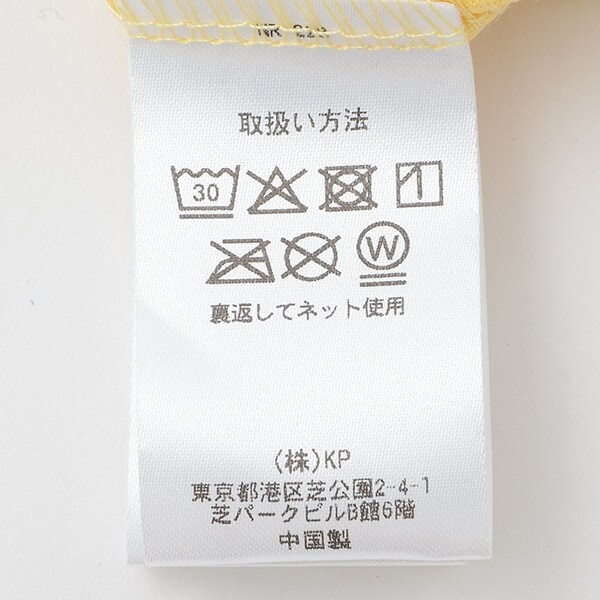 取扱い方法
30
W
裏返してネット使用
(株)KP
東京都港区芝公園2-4-1
芝パークビルB館6階
中国製